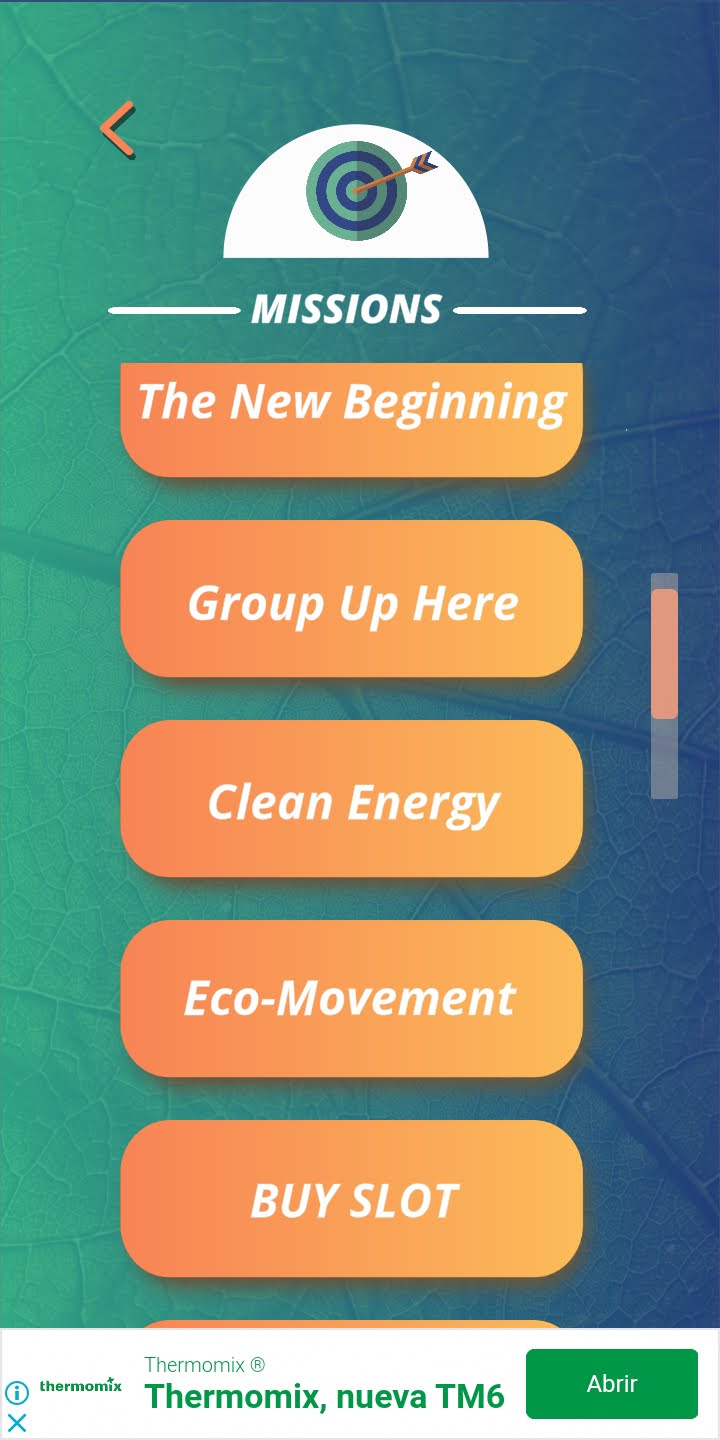 MISSIONS
The New Beginning
Group Up Here
Clean Energy
Eco-Movement
BUY SLOT
Thermomix ®
thermomix
Thermomix, nueva TM6
Abrir